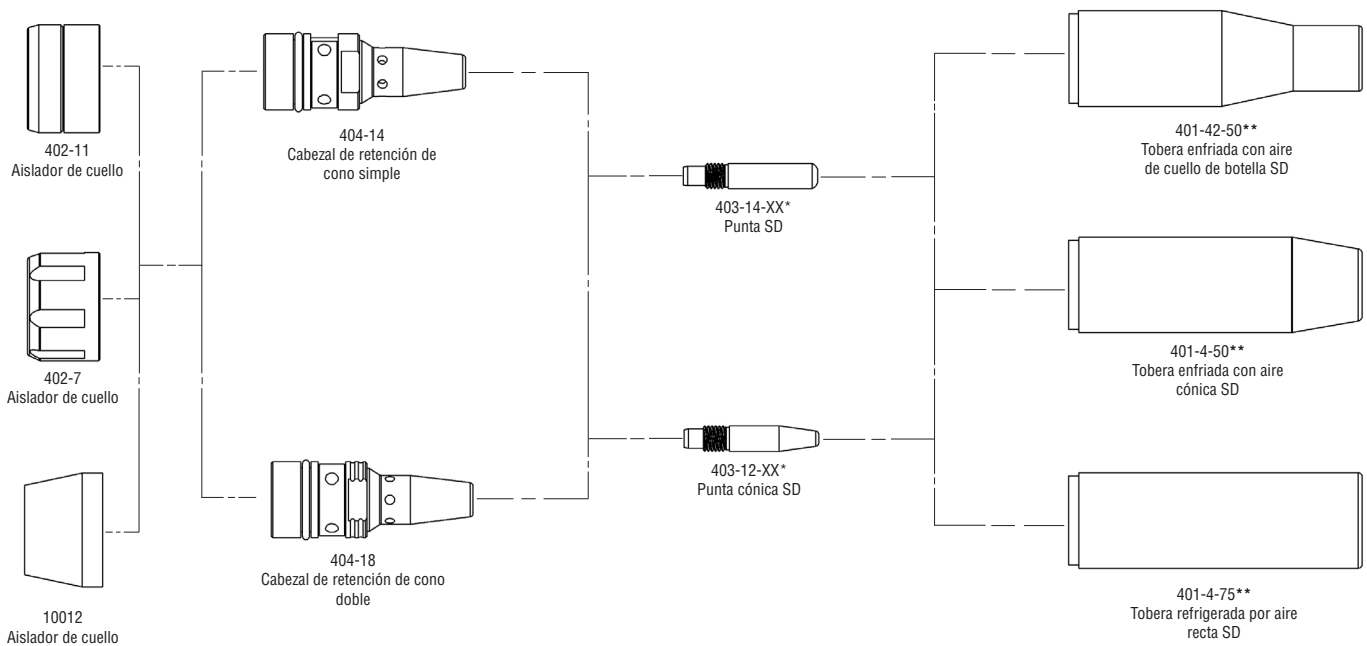 402-11
Aislador de cuello
402-7
Aislador de cuello
10012
Aislador de cuello
404-14
Cabezal de retención de
cono simple
404-18
Cabezal de retención de cono
doble
403-14-XX*
Punta SD
403-12-XX*
Punta cónica SD
401-42-50**
Tobera enfriada con aire
de cuello de botella SD
401-4-50**
Tobera enfriada con aire
cónica SD
401-4-75**
Tobera refrigerada por aire
recta SD